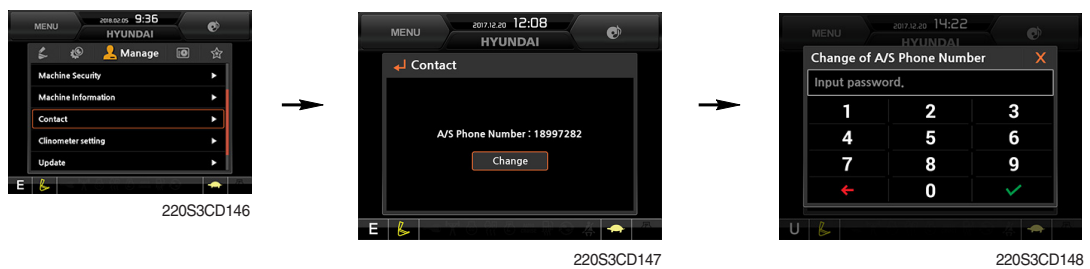 MENU
2018.02.05 9:36
HYUNDAI
Manage
Machine Security
Machine Information
Contact
Clinometer setting
Update
E
220S3CD146
MENU
2017.12.20 12:08
HYUNDAI
Contact
A/S Phone Number : 18997282
Change
E
220S3CD147
MENU
2017.12.20 14:22
HYUNDAI
Change of A/S Phone Number X
Input password.
1 2 3
4 5 6
7 8 9
0
U
220S3CD148